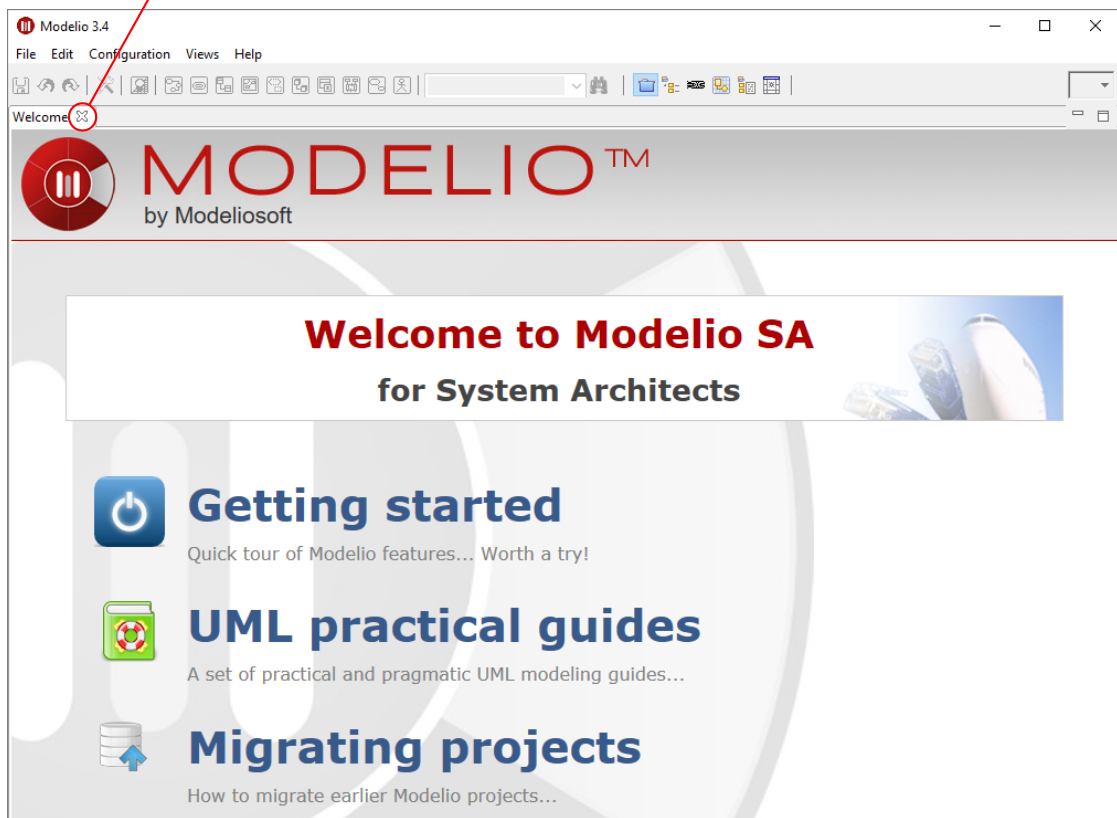 Modelio 3.4
File Edit Configuration Views Help
Welcome
MODELIO™
by Modeliosoft
Welcome to Modelio SA
for System Architects
Getting started
Quick tour of Modelio features... Worth a try!
UML practical guides
A set of practical and pragmatic UML modeling guides...
Migrating projects
How to migrate earlier Modelio projects...